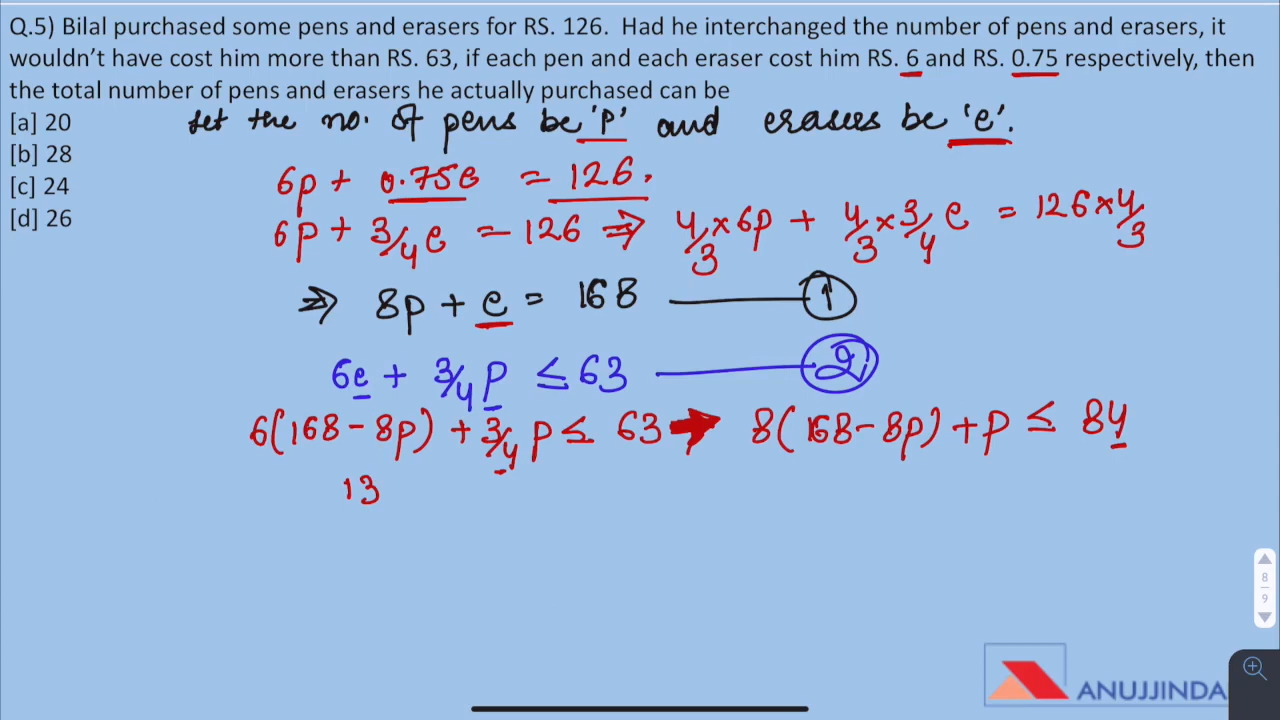 Q.5) Bilal purchased some pens and erasers for RS. 126. Had he interchanged the number of pens and erasers, it
wouldn’t have cost him more than RS. 63, if each pen and each eraser cost him RS. 6 and RS. 0.75 respectively, then
the total number of pens and erasers he actually purchased can be
[a] 20
let the no. of pens be 'p' and erasers be 'e'.
[b] 28
[c] 24
[d] 26
6p + 0.75e = 126.
6p + 3/4 e = 126 ⇒ 4/3 × 6p + 4/3 × 3/4 e = 126 × 4/3
⇒ 8p + e = 168 ① 
6e + 3/4 p ≤ 63 ②
6(168 - 8p) + 3/4 p ≤ 63 → 8(168 - 8p) + p ≤ 84
13
8
9
ANUJJINDA